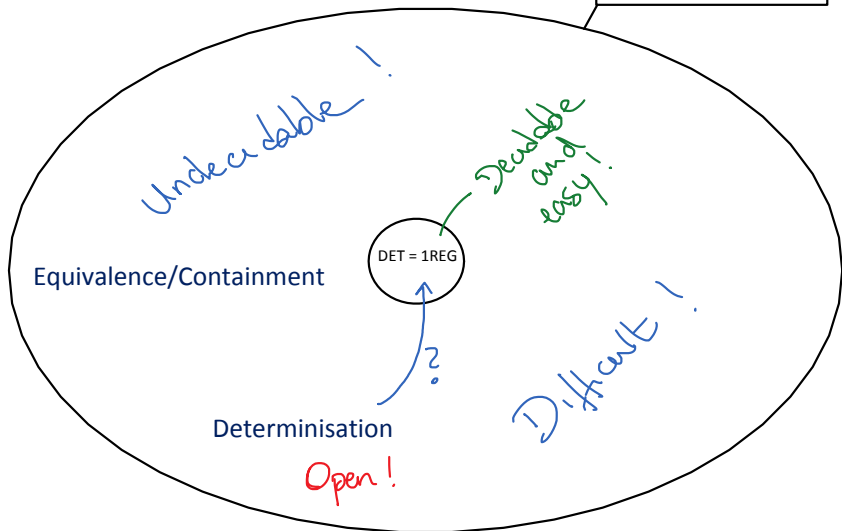 Undecidable!
Decidable
and
easy!
DET = 1REG
Equivalence/Containment
?
Difficult!
Determinisation
Open!